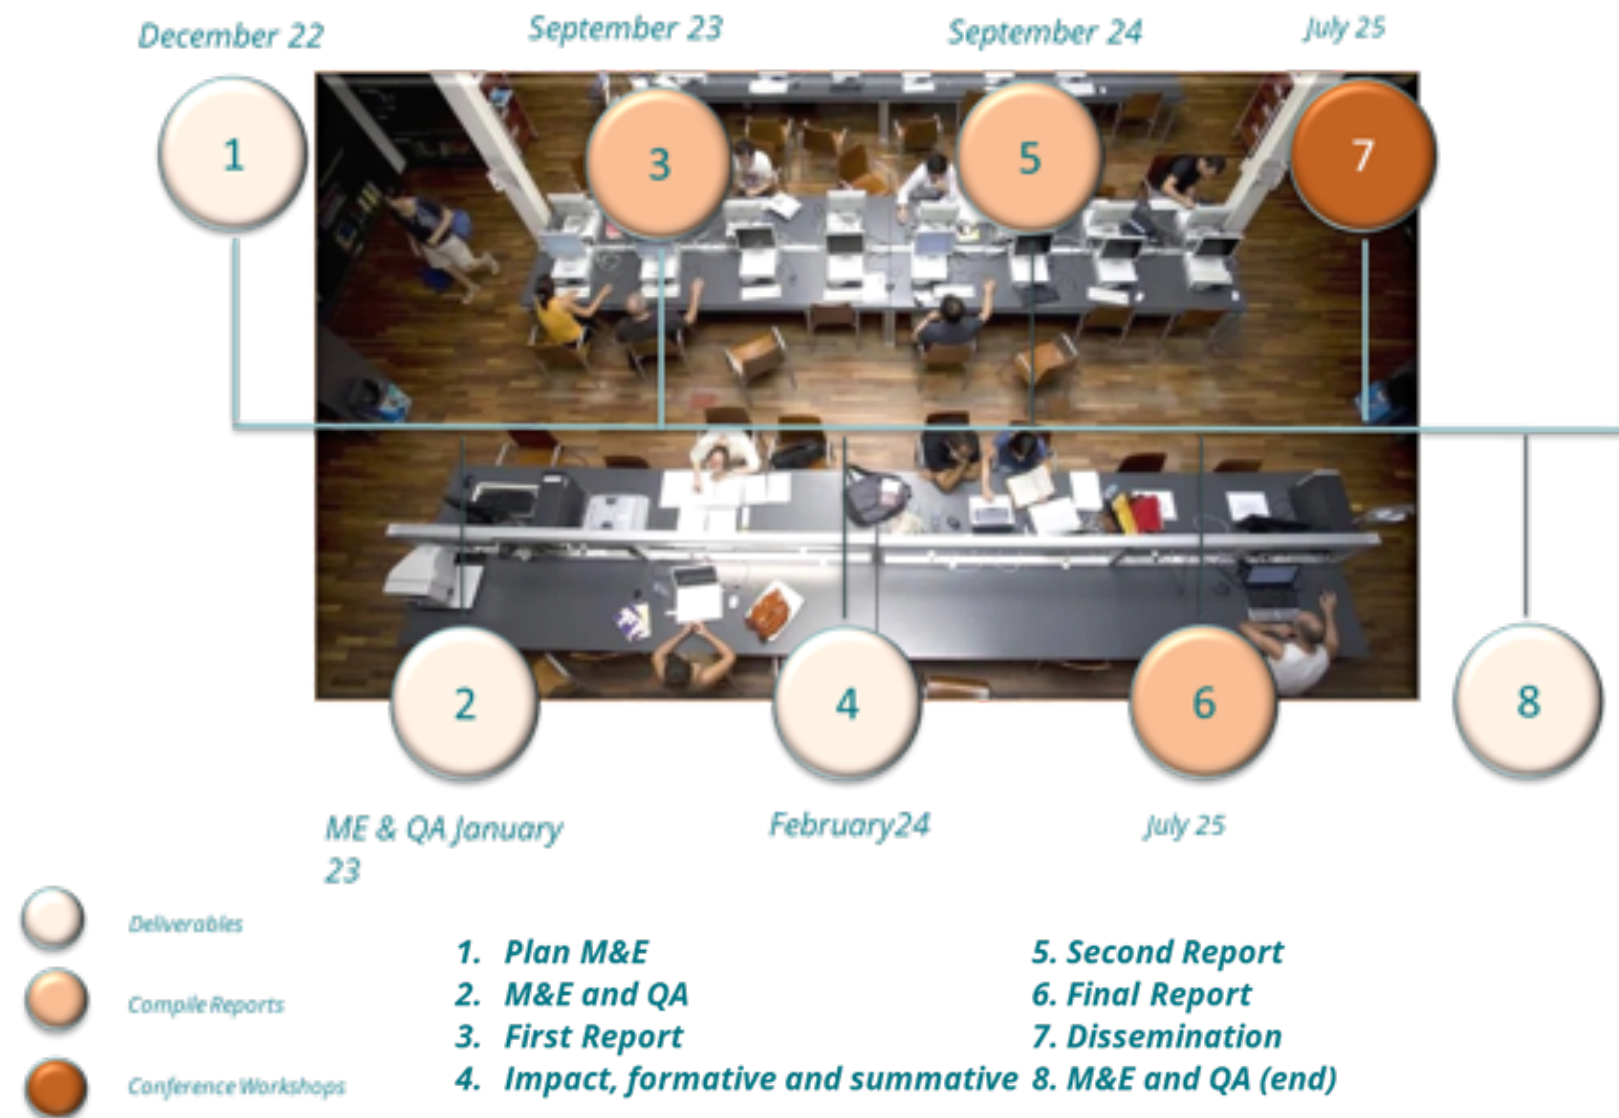 December 22
September 23
September 24
July 25
1
3
5
7
2
4
6
8
ME & QA January
23
February24
July 25
Deliverables
Compile Reports
Conference Workshops
1. Plan M&E
2. M&E and QA
3. First Report
4. Impact, formative and summative
5. Second Report
6. Final Report
7. Dissemination
8. M&E and QA (end)